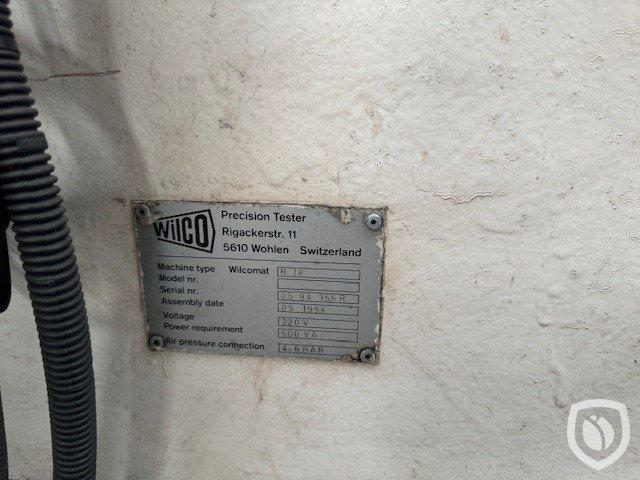 WILCO
Precision Tester
Rigackerstr. 11
5610 Wohlen Switzerland
Machine type Wilcomat R 18
Model nr.
Serial nr. 05 94 355 R
Assembly date 05 1994
Voltage 220 V
Power requirement 600 VA
Air pressure connection 4-6 BAR